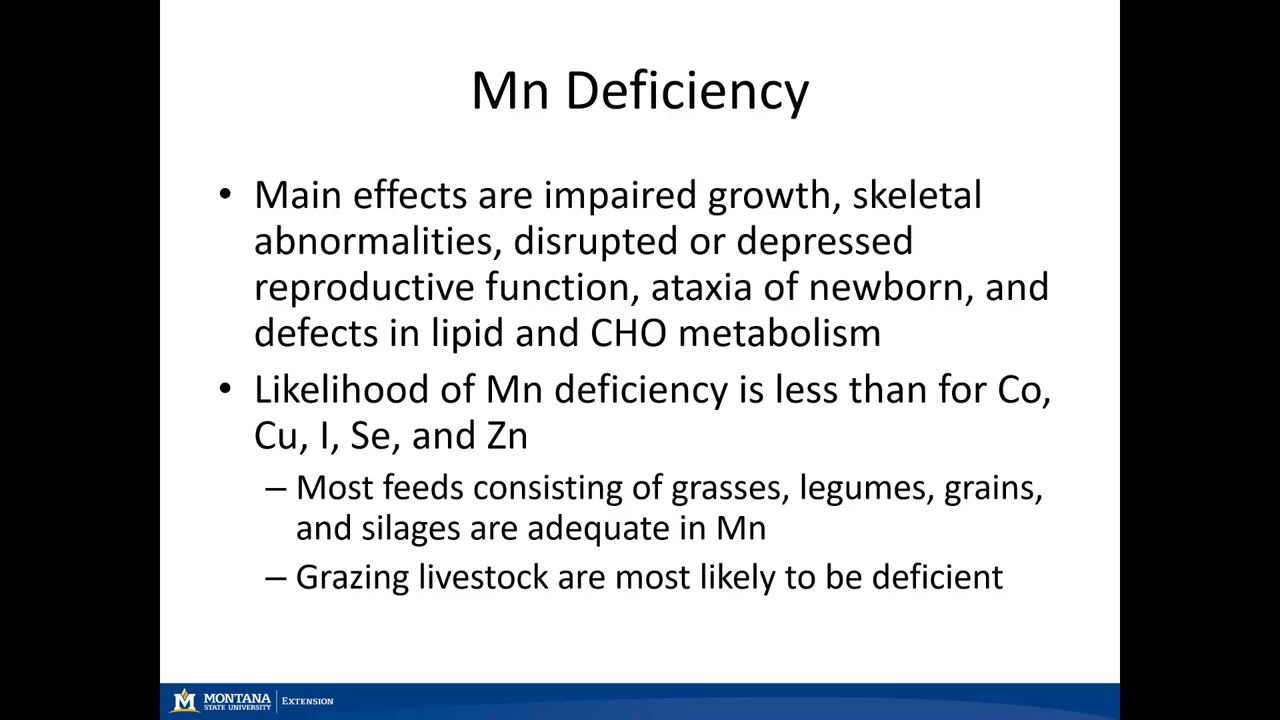 Mn Deficiency
• Main effects are impaired growth, skeletal
abnormalities, disrupted or depressed
reproductive function, ataxia of newborn, and
defects in lipid and CHO metabolism
• Likelihood of Mn deficiency is less than for Co,
Cu, I, Se, and Zn
– Most feeds consisting of grasses, legumes, grains,
and silages are adequate in Mn
– Grazing livestock are most likely to be deficient
M MONTANA
STATE UNIVERSITY
EXTENSION